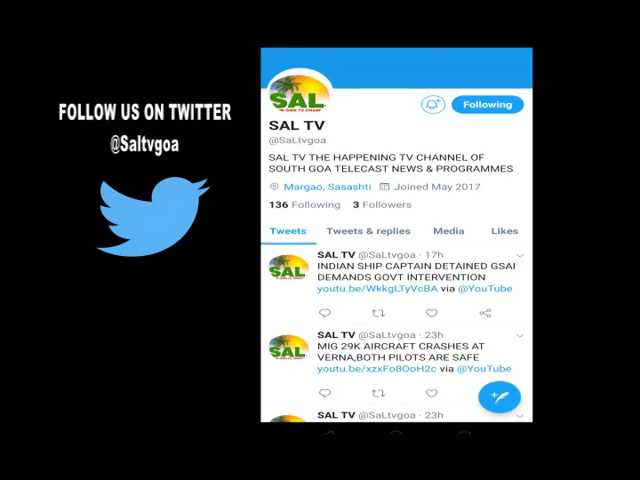 FOLLOW US ON TWITTER
@Saltvgoa
SAL
Following
SAL TV
@SaLtvgoa
SAL TV THE HAPPENING TV CHANNEL OF
SOUTH GOA TELECAST NEWS & PROGRAMMES
Margao, Sasashti Joined May 2017
136 Following 3 Followers
Tweets Tweets & replies Media Likes
SAL TV @SaLtvgoa · 17h
SAL
INDIAN SHIP CAPTAIN DETAINED GSAI
DEMANDS GOVT INTERVENTION
youtu.be/WkkgLTyVcBA via @YouTube
SAL TV @SaLtvgoa · 23h
SAL
MIG 29K AIRCRAFT CRASHES AT
VERNA,BOTH PILOTS ARE SAFE
youtu.be/xzxFo8OoH2c via @YouTube
SAL TV @SaLtvgoa · 23h